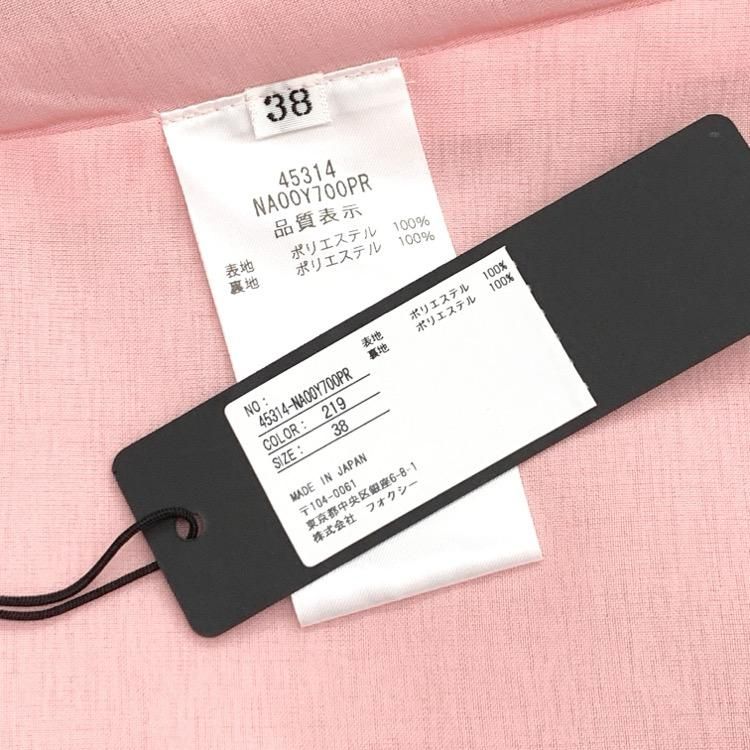 38
45314
NA00Y700PR
品質表示
表地 ポリエステル 100%
裏地 ポリエステル 100%
表地 ポリエステル 100%
裏地 ポリエステル 100%
NO:
45314-NA00Y700PR
COLOR: 219
SIZE: 38
MADE IN JAPAN
〒104-0061
東京都中央区銀座6-8-1
株式会社 フォクシー